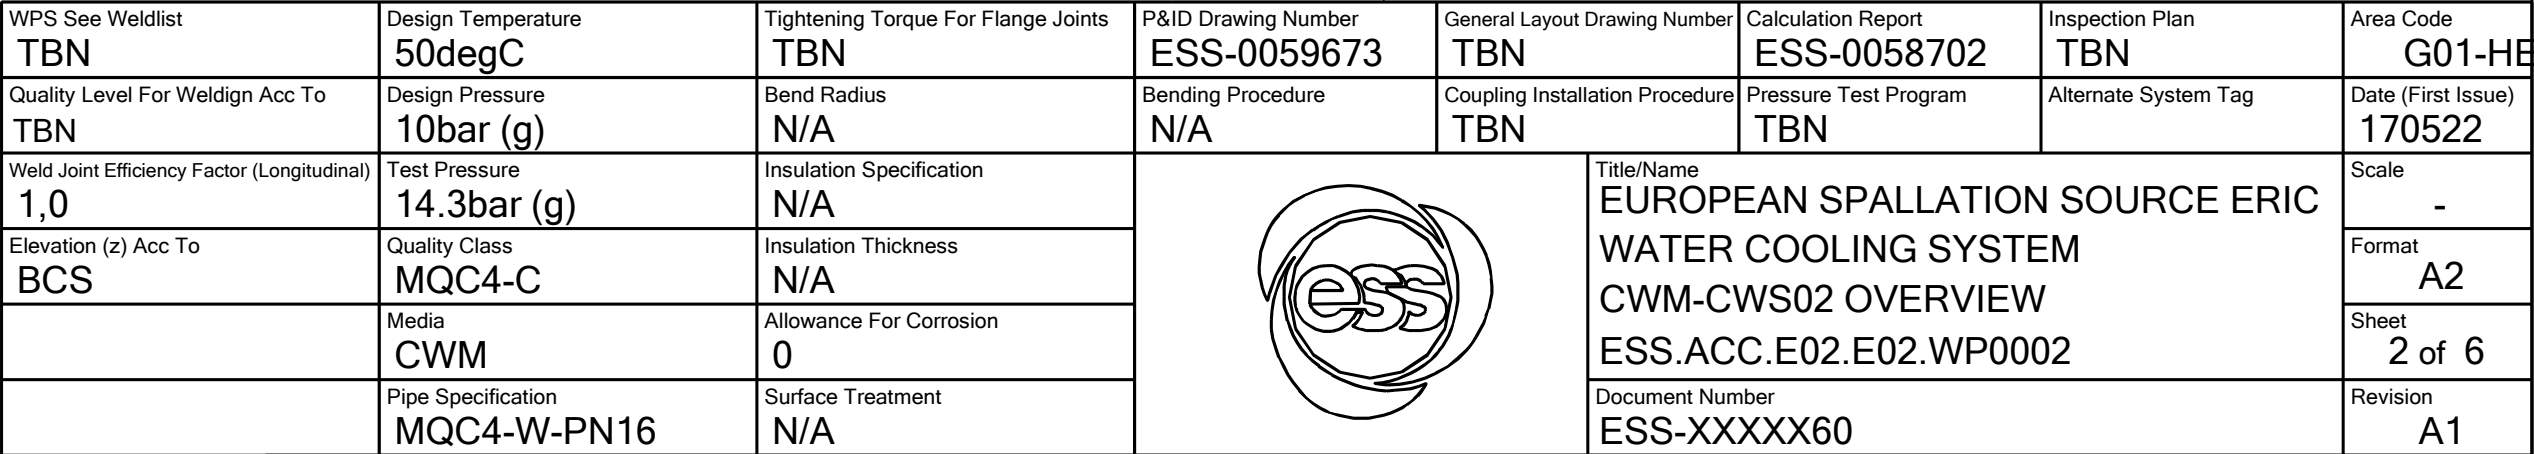 WPS See Weldlist
TBN
Design Temperature
50degC
Tightening Torque For Flange Joints
TBN
P&ID Drawing Number
ESS-0059673
General Layout Drawing Number
TBN
Calculation Report
ESS-0058702
Inspection Plan
TBN
Area Code
G01-HE
Quality Level For Weldign Acc To
TBN
Design Pressure
10bar (g)
Bend Radius
N/A
Bending Procedure
N/A
Coupling Installation Procedure
TBN
Pressure Test Program
TBN
Alternate System Tag
Date (First Issue)
170522
Weld Joint Efficiency Factor (Longitudinal)
1,0
Test Pressure
14.3bar (g)
Insulation Specification
N/A
Elevation (z) Acc To
BCS
Quality Class
MQC4-C
Insulation Thickness
N/A
Media
CWM
Allowance For Corrosion
0
Pipe Specification
MQC4-W-PN16
Surface Treatment
N/A
ess
Title/Name
EUROPEAN SPALLATION SOURCE ERIC
WATER COOLING SYSTEM
CWM-CWS02 OVERVIEW
ESS.ACC.E02.E02.WP0002
Document Number
ESS-XXXXX60
Scale
-
Format
A2
Sheet
2 of 6
Revision
A1